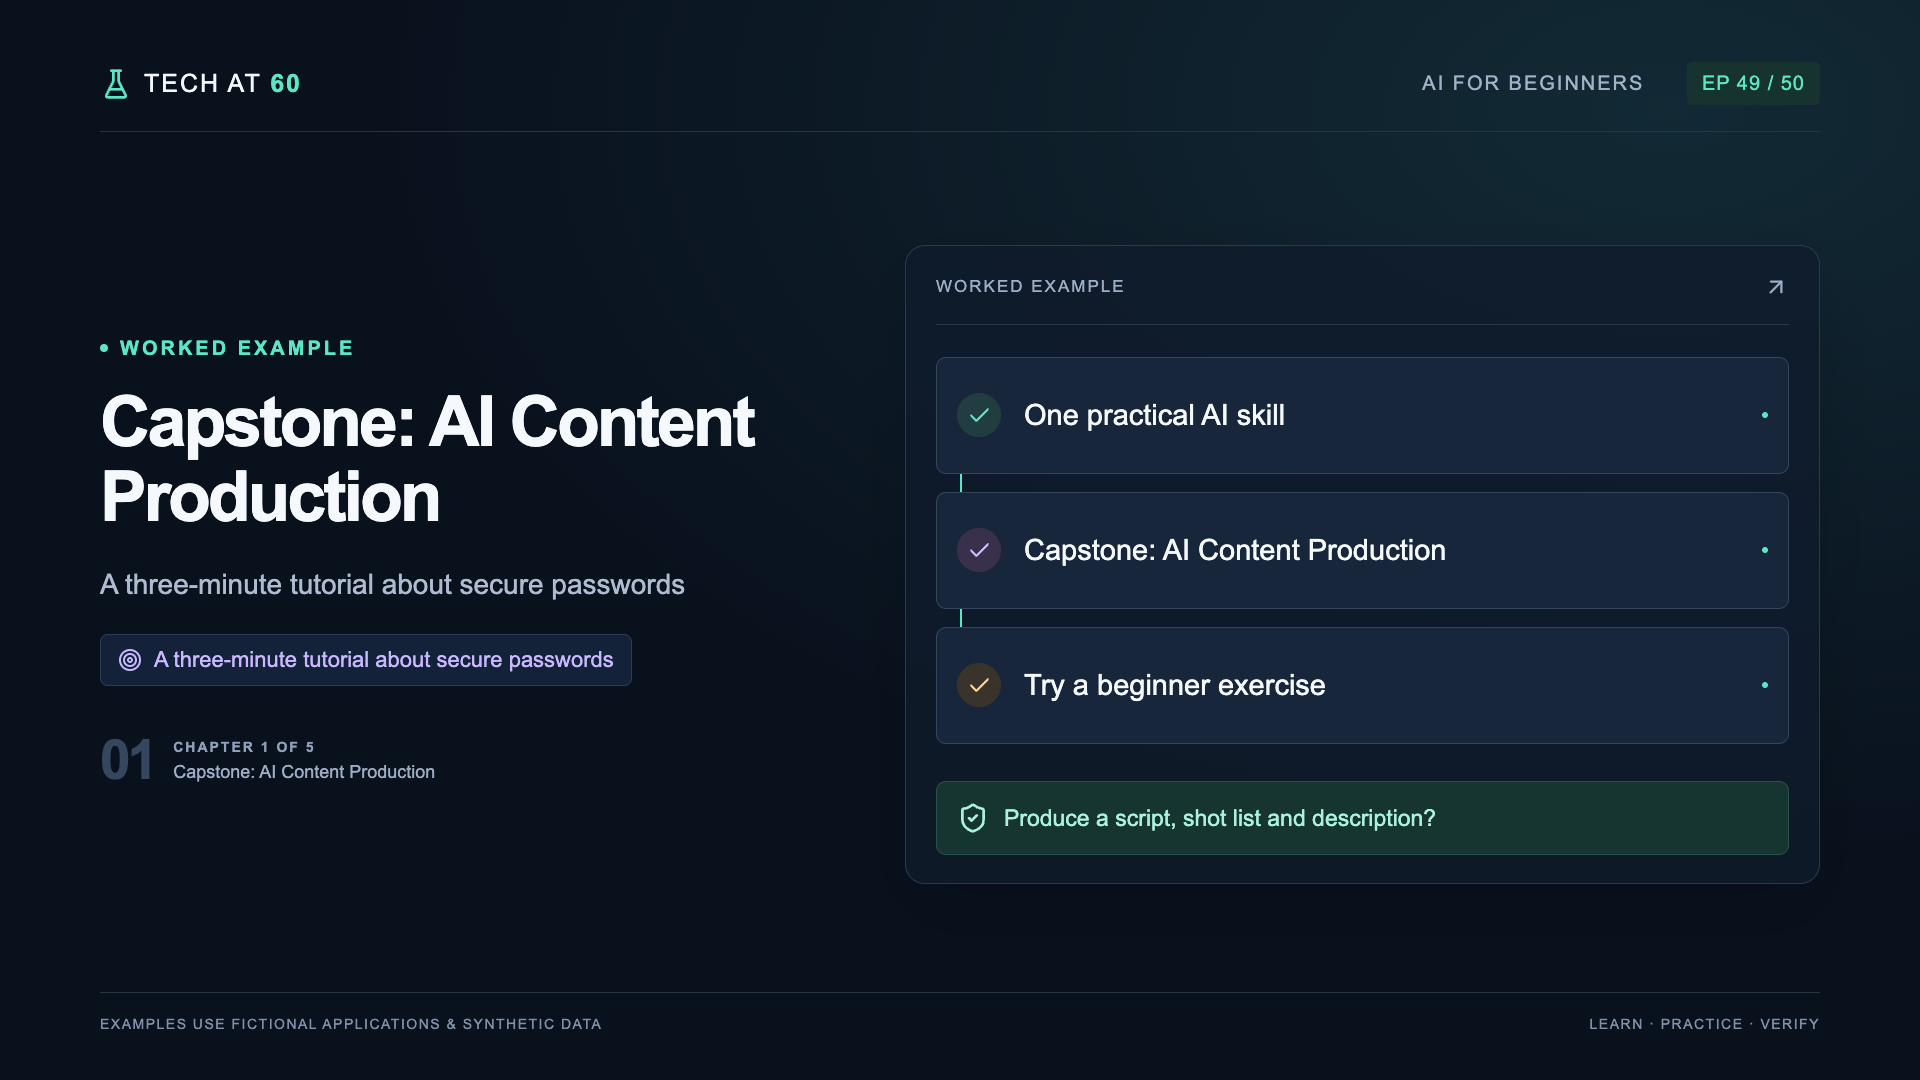 TECH AT 60
AI FOR BEGINNERS
EP 49 / 50
WORKED EXAMPLE
Capstone: AI Content
Production
A three-minute tutorial about secure passwords
A three-minute tutorial about secure passwords
01
CHAPTER 1 OF 5
Capstone: AI Content Production
WORKED EXAMPLE
One practical AI skill
Capstone: AI Content Production
Try a beginner exercise
Produce a script, shot list and description?
EXAMPLES USE FICTIONAL APPLICATIONS & SYNTHETIC DATA
LEARN · PRACTICE · VERIFY